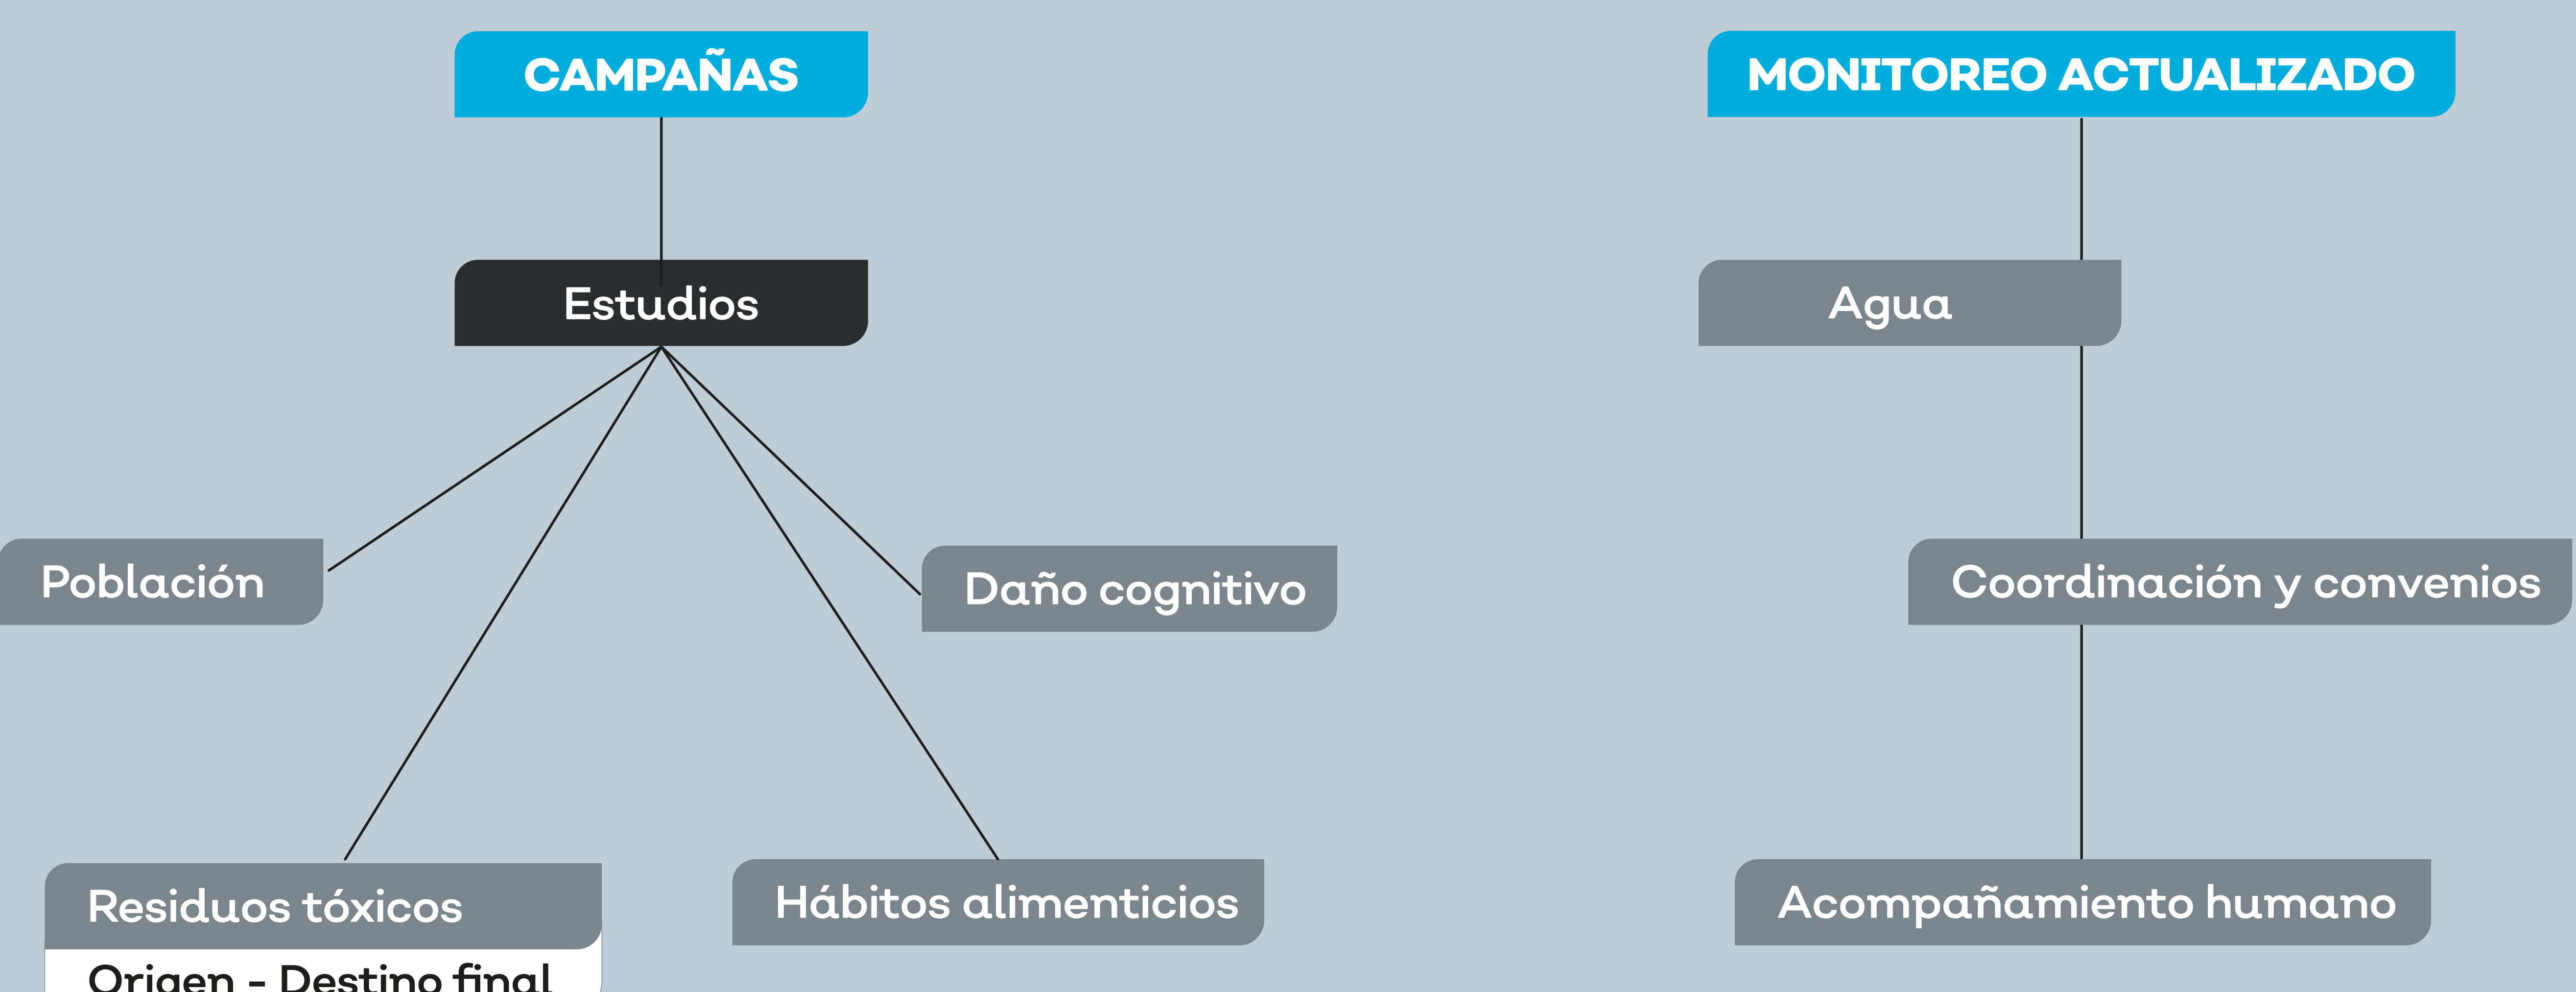 CAMPAÑAS
MONITOREO ACTUALIZADO
Estudios
Agua
Población
Daño cognitivo
Coordinación y convenios
Residuos tóxicos
Hábitos alimenticios
Acompañamiento humano
Origen - Destino final